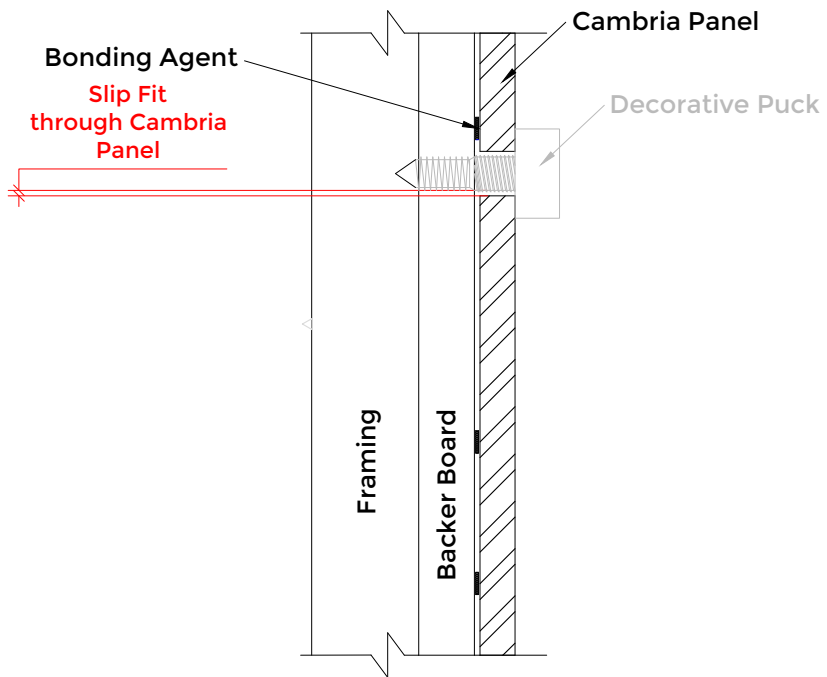 Cambria Panel
Bonding Agent
Slip Fit
through Cambria
Panel
Decorative Puck
Framing
Backer Board